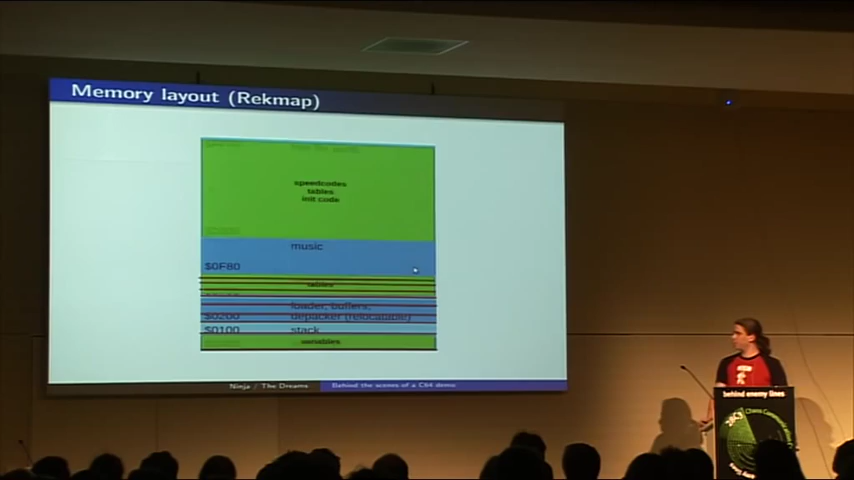 Memory layout (Rekmap)
speedcodes
tables
init code
music
$0F80
tables
loader, buffers,
$0200 depacker (relocatable)
$0100 stack
variables
Ninja / The Dreams Behind the scenes of a C64 demo
behind enemy lines